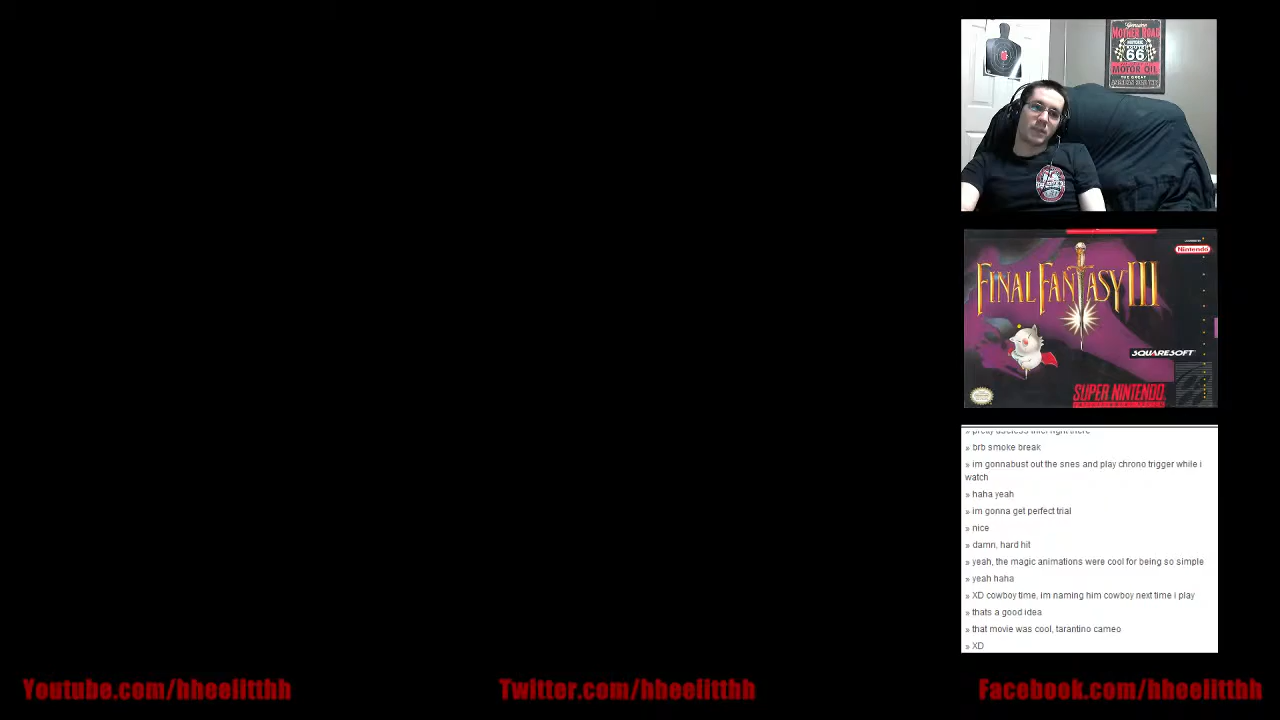 Genuine
MOTHER ROAD
ROUTE
66
MOTOR OIL
THE GREAT
Nintendo
FINAL FANTASY III
SQUARESOFT
SUPER NINTENDO
» brb smoke break
» im gonnabust out the snes and play chrono trigger while i
watch
» haha yeah
» im gonna get perfect trial
» nice
» damn, hard hit
» yeah, the magic animations were cool for being so simple
» yeah haha
» XD cowboy time, im naming him cowboy next time i play
» thats a good idea
» that movie was cool, tarantino cameo
» XD
Youtube.com/hheelitthh Twitter.com/hheelitthh Facebook.com/hheelitthh